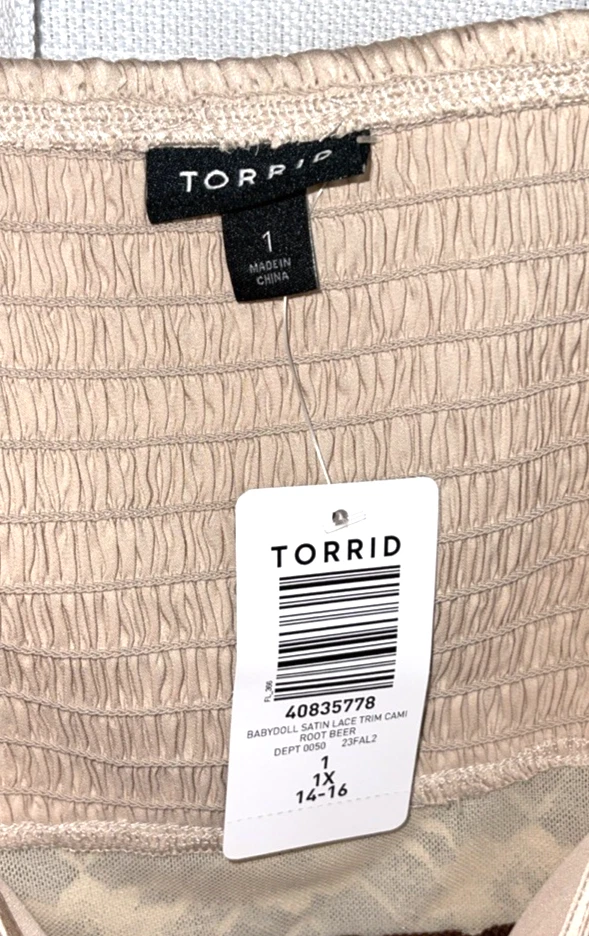 TORRID
1
MADE IN
CHINA
TORRID
FL_366
40835778
BABYDOLL SATIN LACE TRIM CAMI
ROOT BEER
DEPT 0050 23FAL2
1
1X
14-16